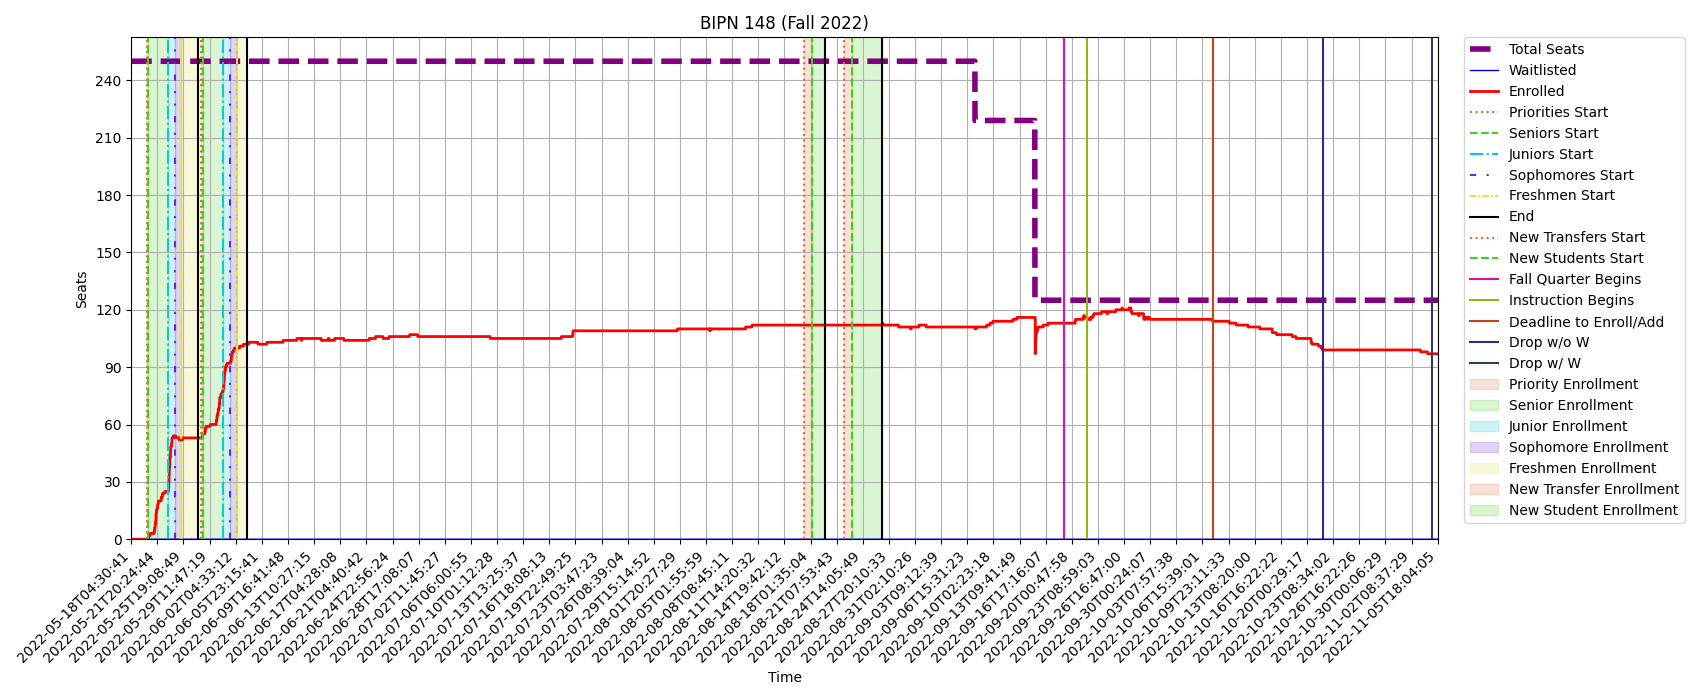 BIPN 148 (Fall 2022)
Seats
240
210
180
150
120
90
60
30
0
2022-05-18T04:30:41
2022-05-21T20:24:44
2022-05-25T19:08:49
2022-05-29T11:47:19
2022-06-02T04:33:12
2022-06-05T23:15:41
2022-06-09T16:41:48
2022-06-13T10:27:15
2022-06-17T04:28:08
2022-06-21T04:40:42
2022-06-24T22:56:24
2022-06-28T17:08:07
2022-07-02T11:45:27
2022-07-06T06:00:55
2022-07-10T01:12:28
2022-07-13T13:25:37
2022-07-16T18:08:13
2022-07-19T22:49:25
2022-07-23T03:47:23
2022-07-26T08:39:04
2022-07-29T15:14:52
2022-08-01T20:27:29
2022-08-05T01:55:59
2022-08-08T08:45:11
2022-08-11T14:20:32
2022-08-14T19:42:12
2022-08-18T01:35:04
2022-08-21T07:53:43
2022-08-24T14:05:49
2022-08-27T20:10:33
2022-08-31T02:10:26
2022-09-03T09:12:39
2022-09-06T15:31:23
2022-09-10T02:23:18
2022-09-13T09:41:49
2022-09-16T17:16:07
2022-09-20T00:47:58
2022-09-23T08:59:03
2022-09-26T16:47:00
2022-09-30T00:24:07
2022-10-03T07:57:38
2022-10-06T15:39:01
2022-10-09T23:11:33
2022-10-13T08:20:00
2022-10-16T16:22:22
2022-10-20T00:29:17
2022-10-23T08:34:02
2022-10-26T16:22:26
2022-10-30T00:06:29
2022-11-02T08:37:29
2022-11-05T18:04:05
Time
Total Seats
Waitlisted
Enrolled
Priorities Start
Seniors Start
Juniors Start
Sophomores Start
Freshmen Start
End
New Transfers Start
New Students Start
Fall Quarter Begins
Instruction Begins
Deadline to Enroll/Add
Drop w/o W
Drop w/ W
Priority Enrollment
Senior Enrollment
Junior Enrollment
Sophomore Enrollment
Freshmen Enrollment
New Transfer Enrollment
New Student Enrollment